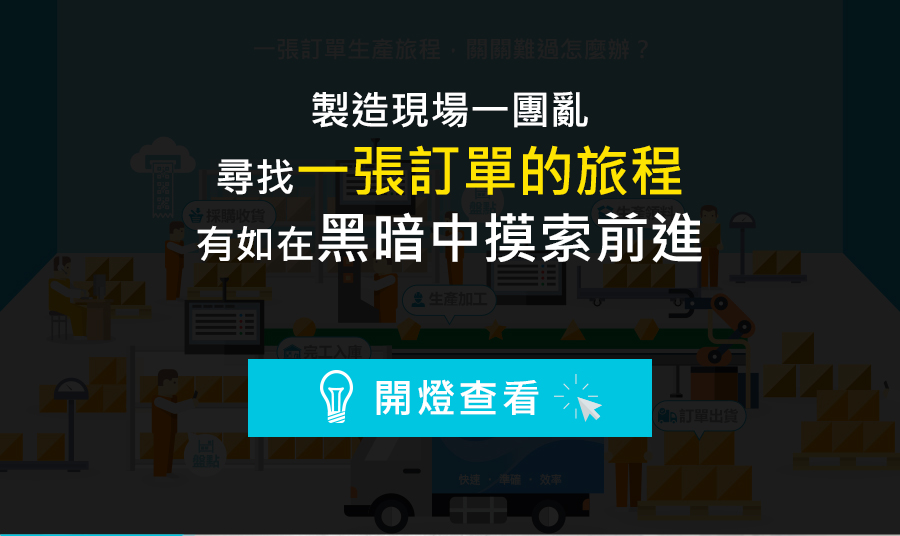 一張訂單生產旅程，關關難過怎麼辦？
製造現場一團亂
尋找一張訂單的旅程
有如在黑暗中摸索前進
採購收貨
生產加工
完工入庫
開燈查看
訂單出貨
盤點
快速 · 準確 · 效率